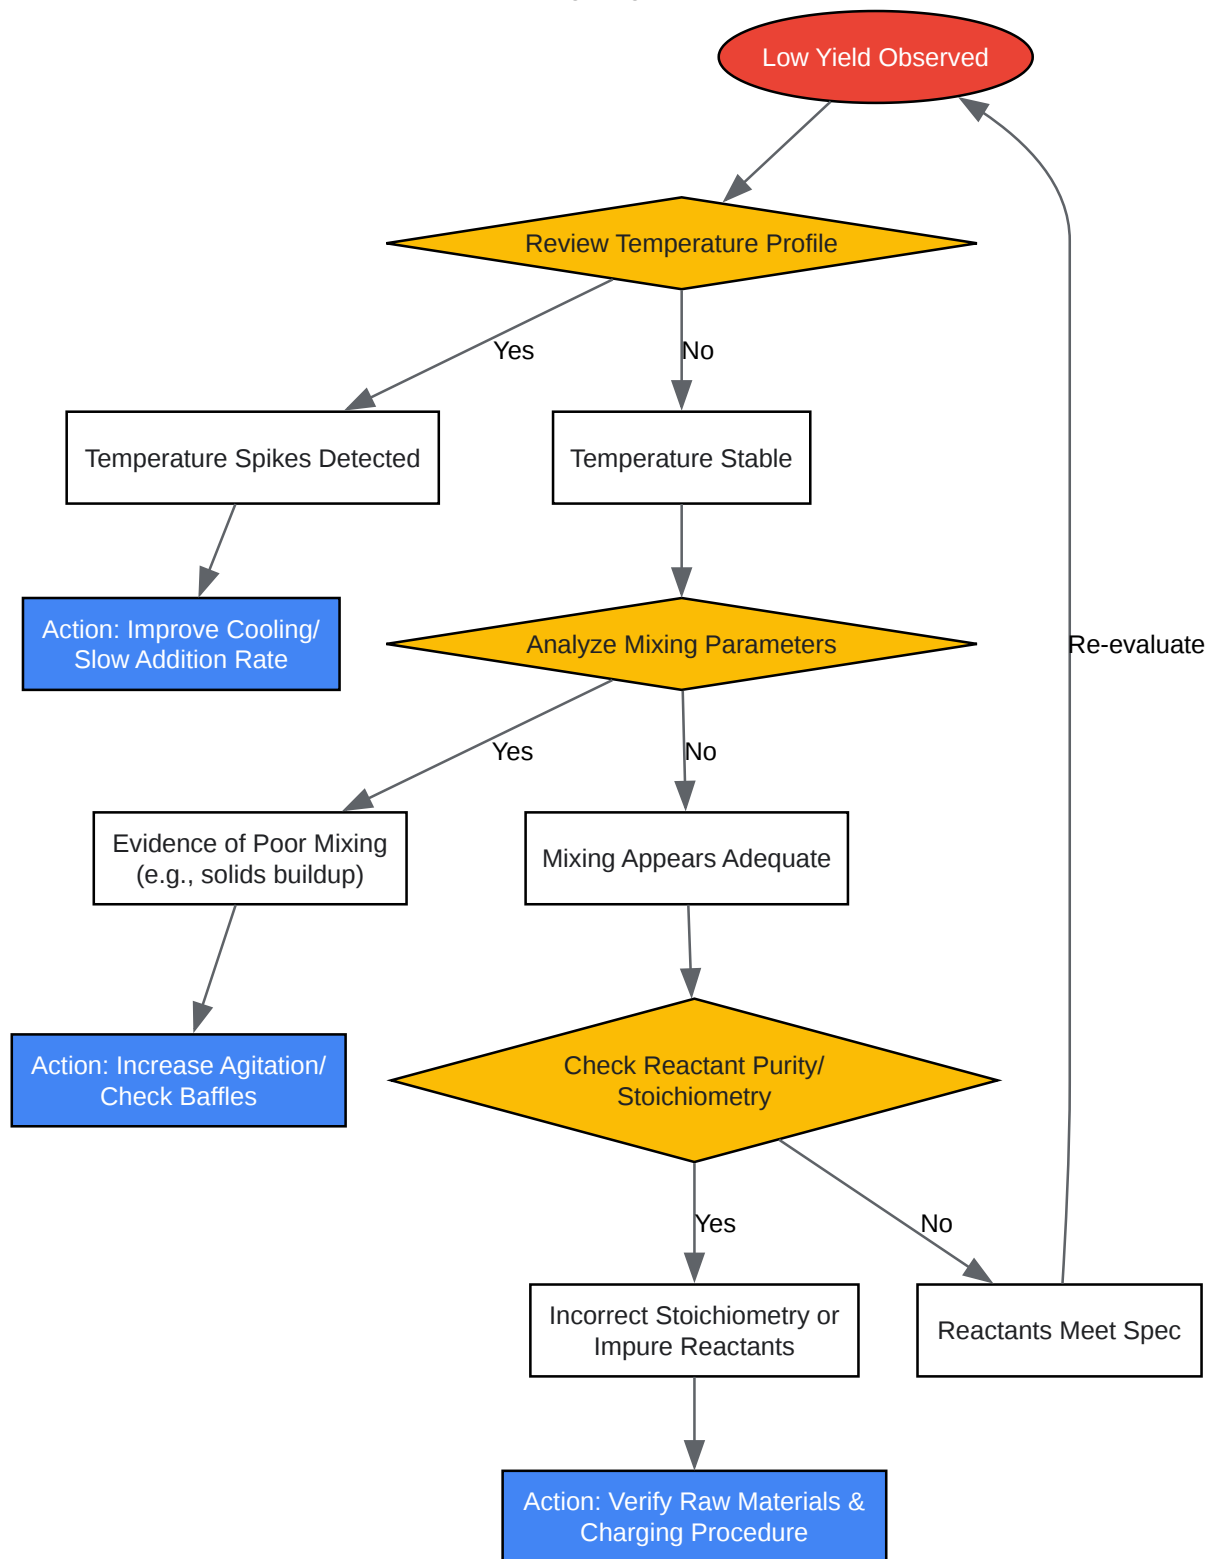 Low Yield Observed
Review Temperature Profile
Yes
No
Temperature Spikes Detected
Temperature Stable
Action: Improve Cooling/
Slow Addition Rate
Analyze Mixing Parameters
Re-evaluate
Yes
No
Evidence of Poor Mixing
(e.g., solids buildup)
Mixing Appears Adequate
Action: Increase Agitation/
Check Baffles
Check Reactant Purity/
Stoichiometry
Yes
No
Incorrect Stoichiometry or
Impure Reactants
Reactants Meet Spec
Action: Verify Raw Materials &
Charging Procedure